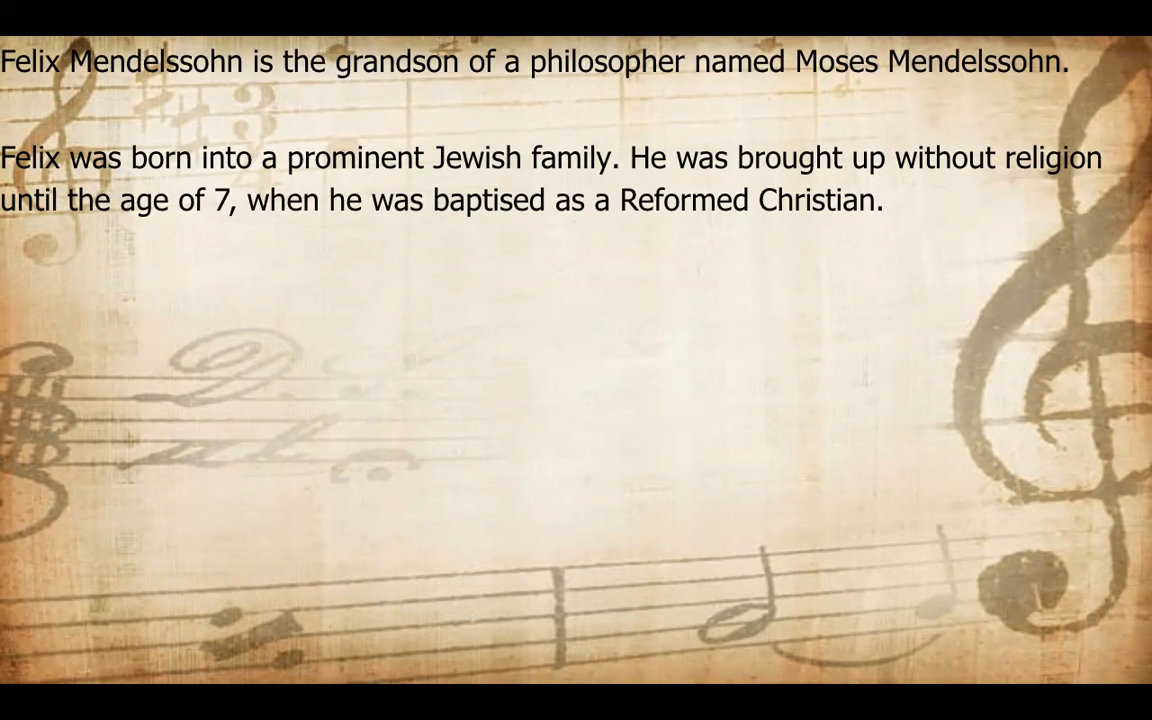 Felix Mendelssohn is the grandson of a philosopher named Moses Mendelssohn.
Felix was born into a prominent Jewish family. He was brought up without religion
until the age of 7, when he was baptised as a Reformed Christian.